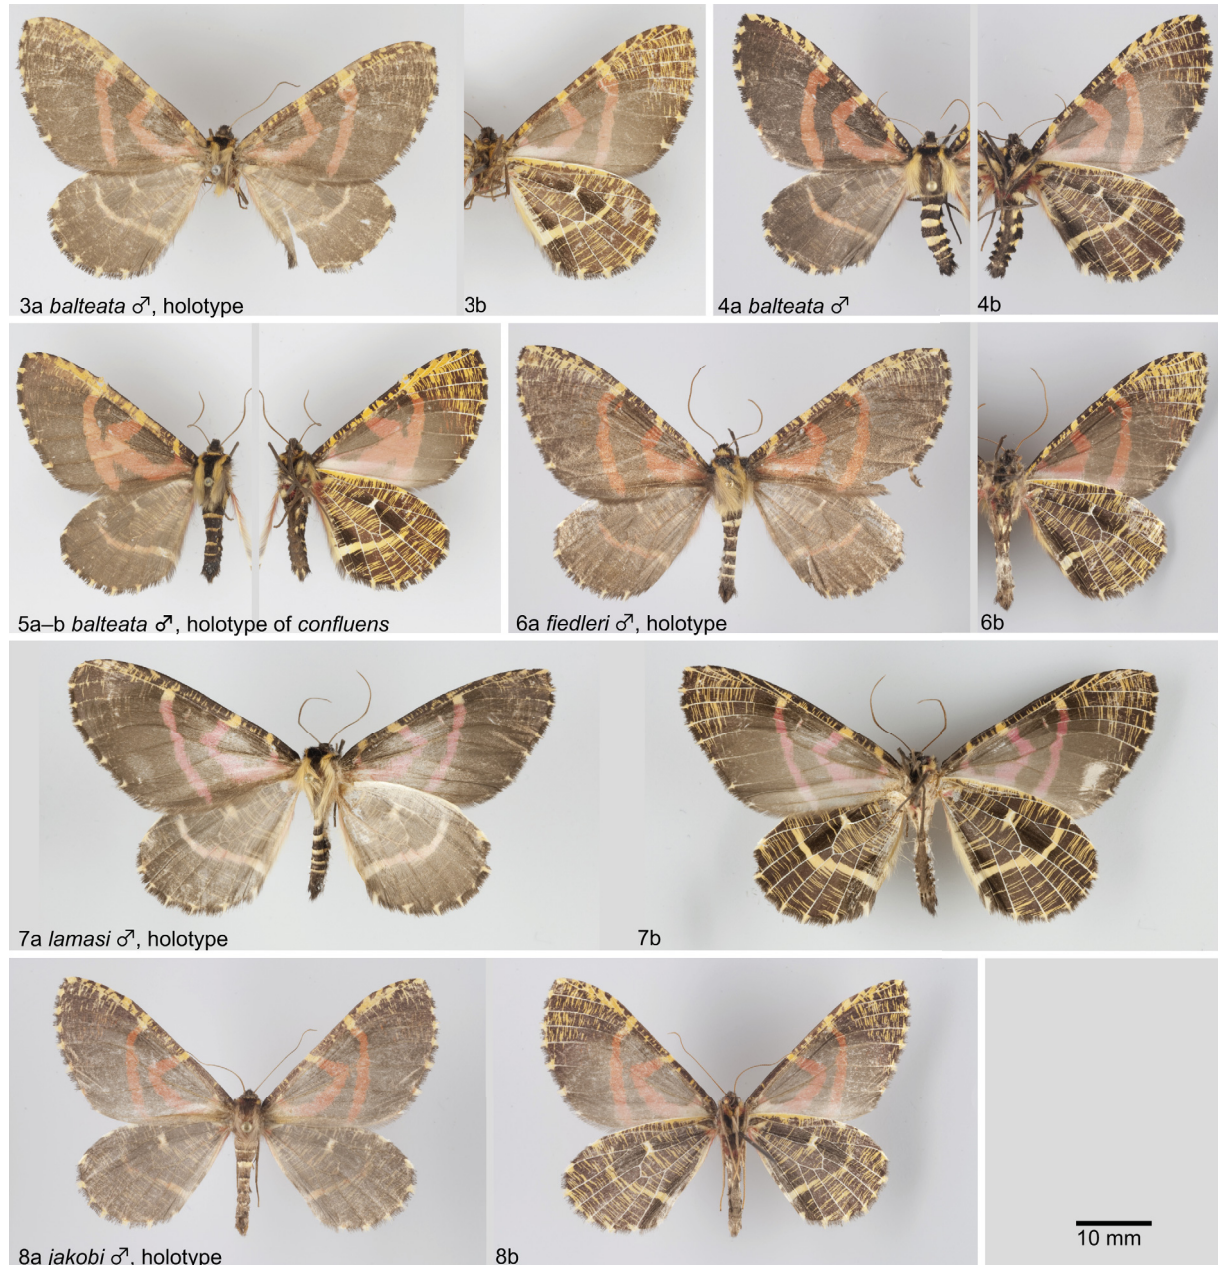 3a balteata ♂, holotype
3b
4a balteata ♂
4b
5a–b balteata ♂, holotype of confluens
6a fiedleri ♂, holotype
6b
7a lamasi ♂, holotype
7b
8a jakobi ♂, holotype
8b
10 mm